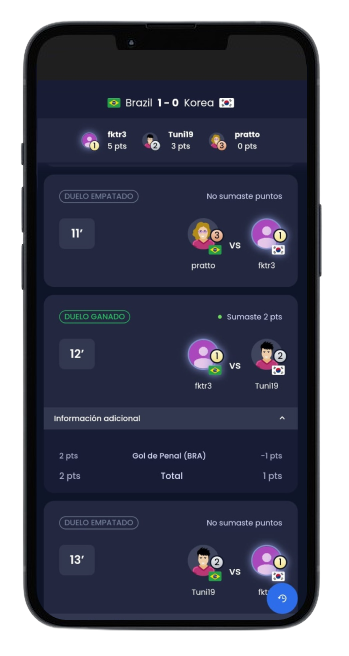 Brazil 1 - 0 Korea
fktr3 Tuni19 pratto
1 5 pts 2 3 pts 3 0 pts
DUELO EMPATADO No sumaste puntos
11’ 3 VS 1
pratto fktr3
DUELO GANADO Sumaste 2 pts
12’ 1 VS 2
fktr3 Tuni19
Información adicional
2 pts Gol de Penal (BRA) -1 pts
2 pts Total 1 pts
DUELO EMPATADO No sumaste puntos
13’ 2 VS 1
Tuni19 fkt